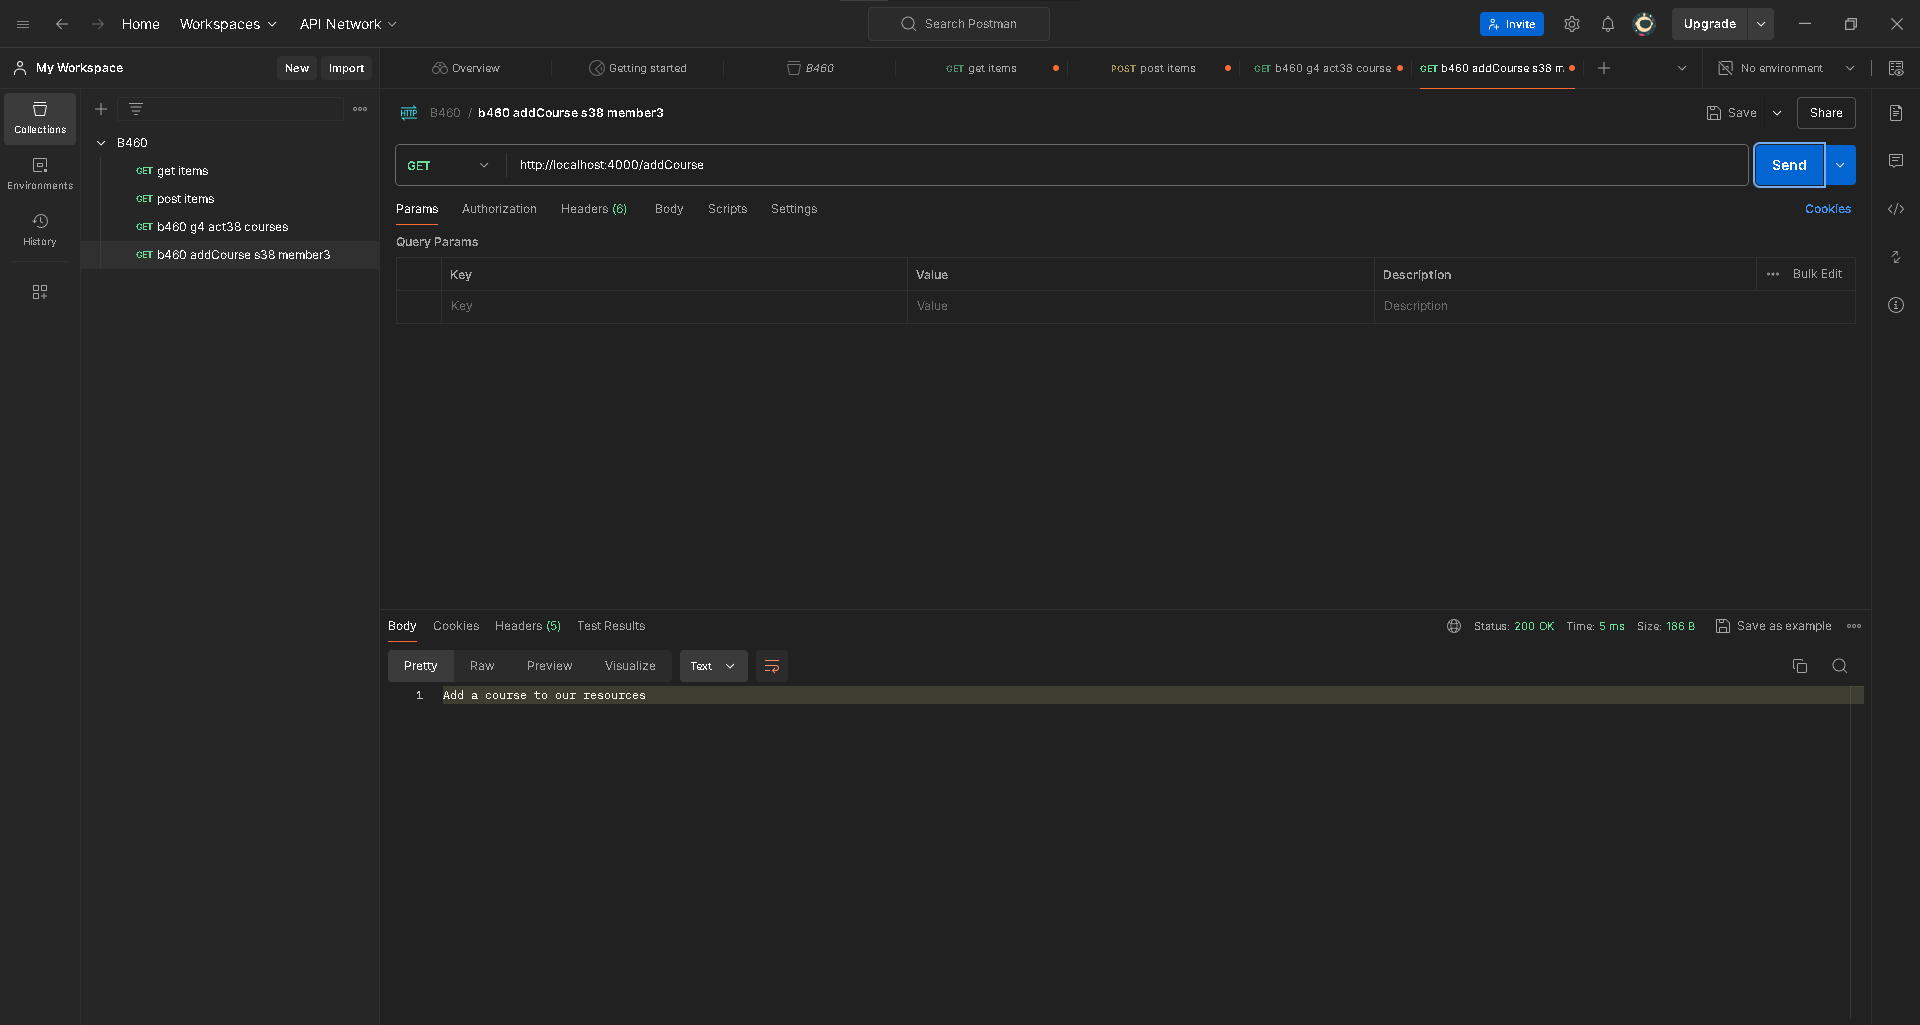 Home Workspaces API Network Search Postman Invite Upgrade
My Workspace New Import Overview Getting started B460 GET get items POST post items GET b460 g4 act38 course GET b460 addCourse s38 m No environment
Collections
Environments
History
B460
GET get items
GET post items
GET b460 g4 act38 courses
GET b460 addCourse s38 member3
HTTP B460 / b460 addCourse s38 member3 Save Share
GET http://localhost:4000/addCourse Send
Params Authorization Headers (6) Body Scripts Settings Cookies
Query Params
Key Value Description Bulk Edit
Key Value Description
Body Cookies Headers (5) Test Results Status: 200 OK Time: 5 ms Size: 186 B Save as example
Pretty Raw Preview Visualize Text
1 Add a course to our resources